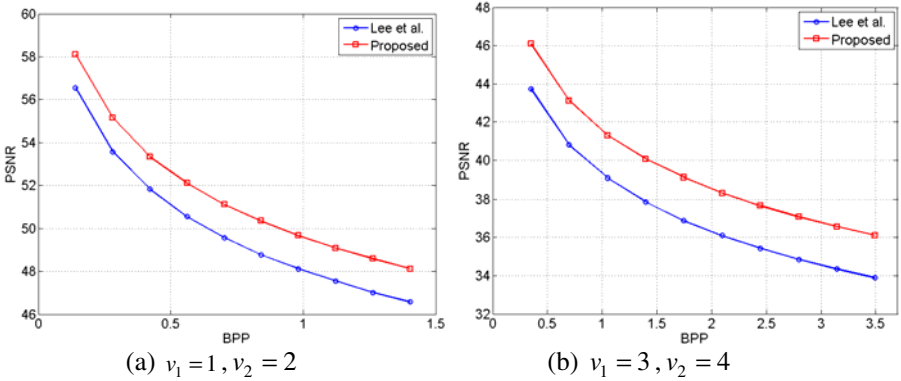 60
58
56
54
52
50
48
46
0
0.5
1
1.5
PSNR
BPP
Lee et al.
Proposed
(a) v₁ = 1, v₂ = 2
48
46
44
42
40
38
36
34
32
0
0.5
1
1.5
2
2.5
3
3.5
PSNR
BPP
Lee et al.
Proposed
(b) v₁ = 3, v₂ = 4